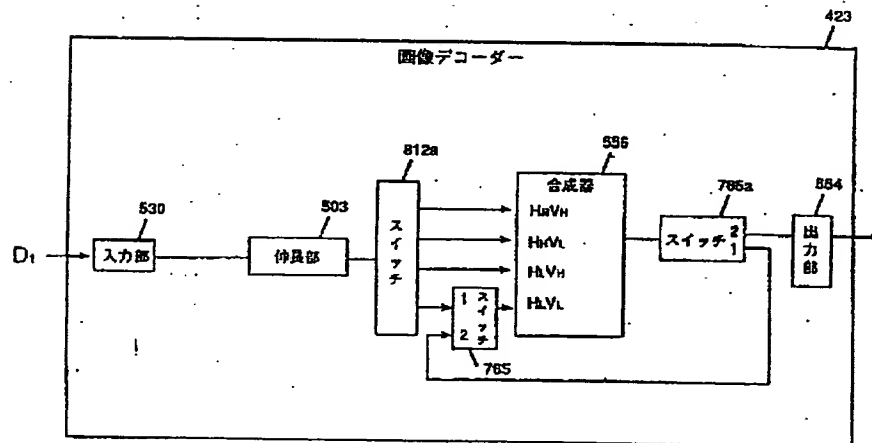 423
画像デコーダー
812a
556
合成器
765a
554
530
503
HHVH
HHVL
HLVH
HLVL
スイッチ
スイッチ 2
1
出力部
D1
入力部
伸長部
1
2
スイッチ
765